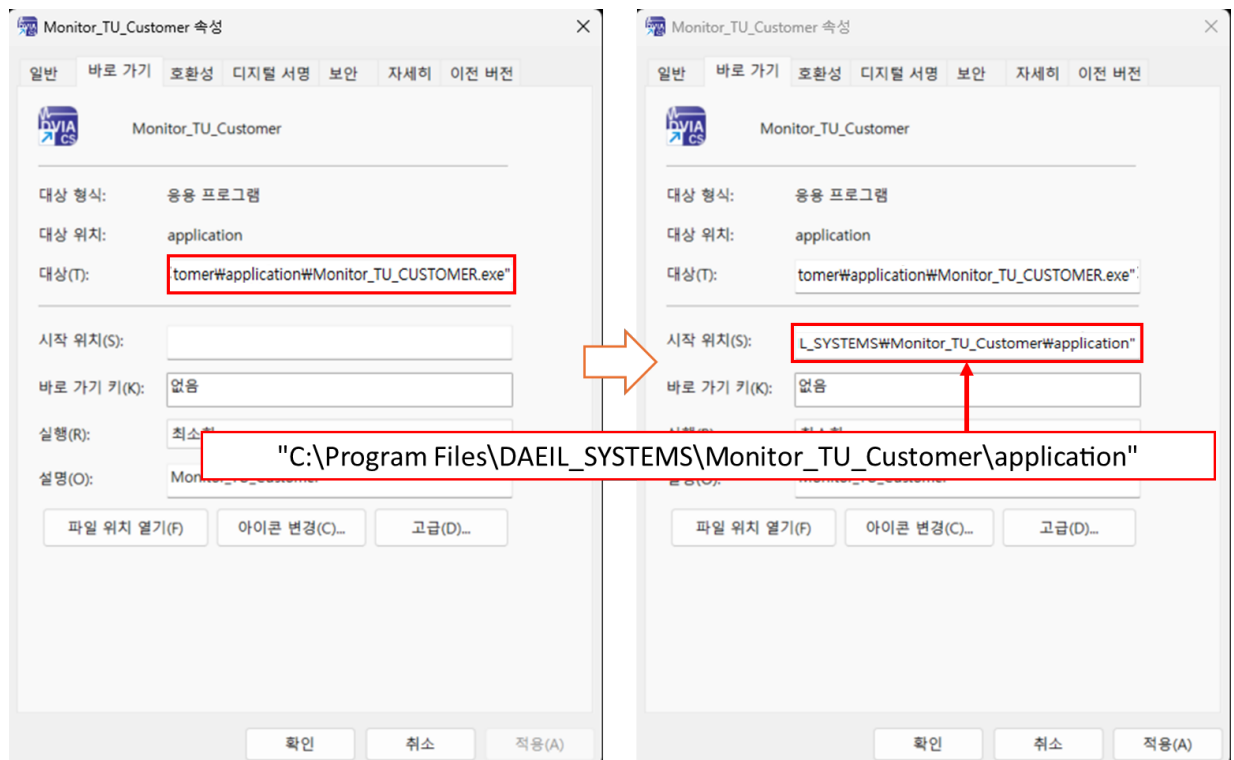 Monitor_TU_Customer 속성
일반 바로 가기 호환성 디지털 서명 보안 자세히 이전 버전
DVIA
CS
Monitor_TU_Customer
대상 형식: 응용 프로그램
대상 위치: application
대상(T): tomer₩application₩Monitor_TU_CUSTOMER.exe"
시작 위치(S):
바로 가기 키(K): 없음
실행(R):
설명(O):
파일 위치 열기(F) 아이콘 변경(C)... 고급(D)...
확인 취소 적용(A)
Monitor_TU_Customer 속성
일반 바로 가기 호환성 디지털 서명 보안 자세히 이전 버전
DVIA
CS
Monitor_TU_Customer
대상 형식: 응용 프로그램
대상 위치: application
대상(T): tomer₩application₩Monitor_TU_CUSTOMER.exe"
시작 위치(S): L_SYSTEMS₩Monitor_TU_Customer₩application"
바로 가기 키(K): 없음
"C:\Program Files\DAEIL_SYSTEMS\Monitor_TU_Customer\application"
파일 위치 열기(F) 아이콘 변경(C)... 고급(D)...
확인 취소 적용(A)